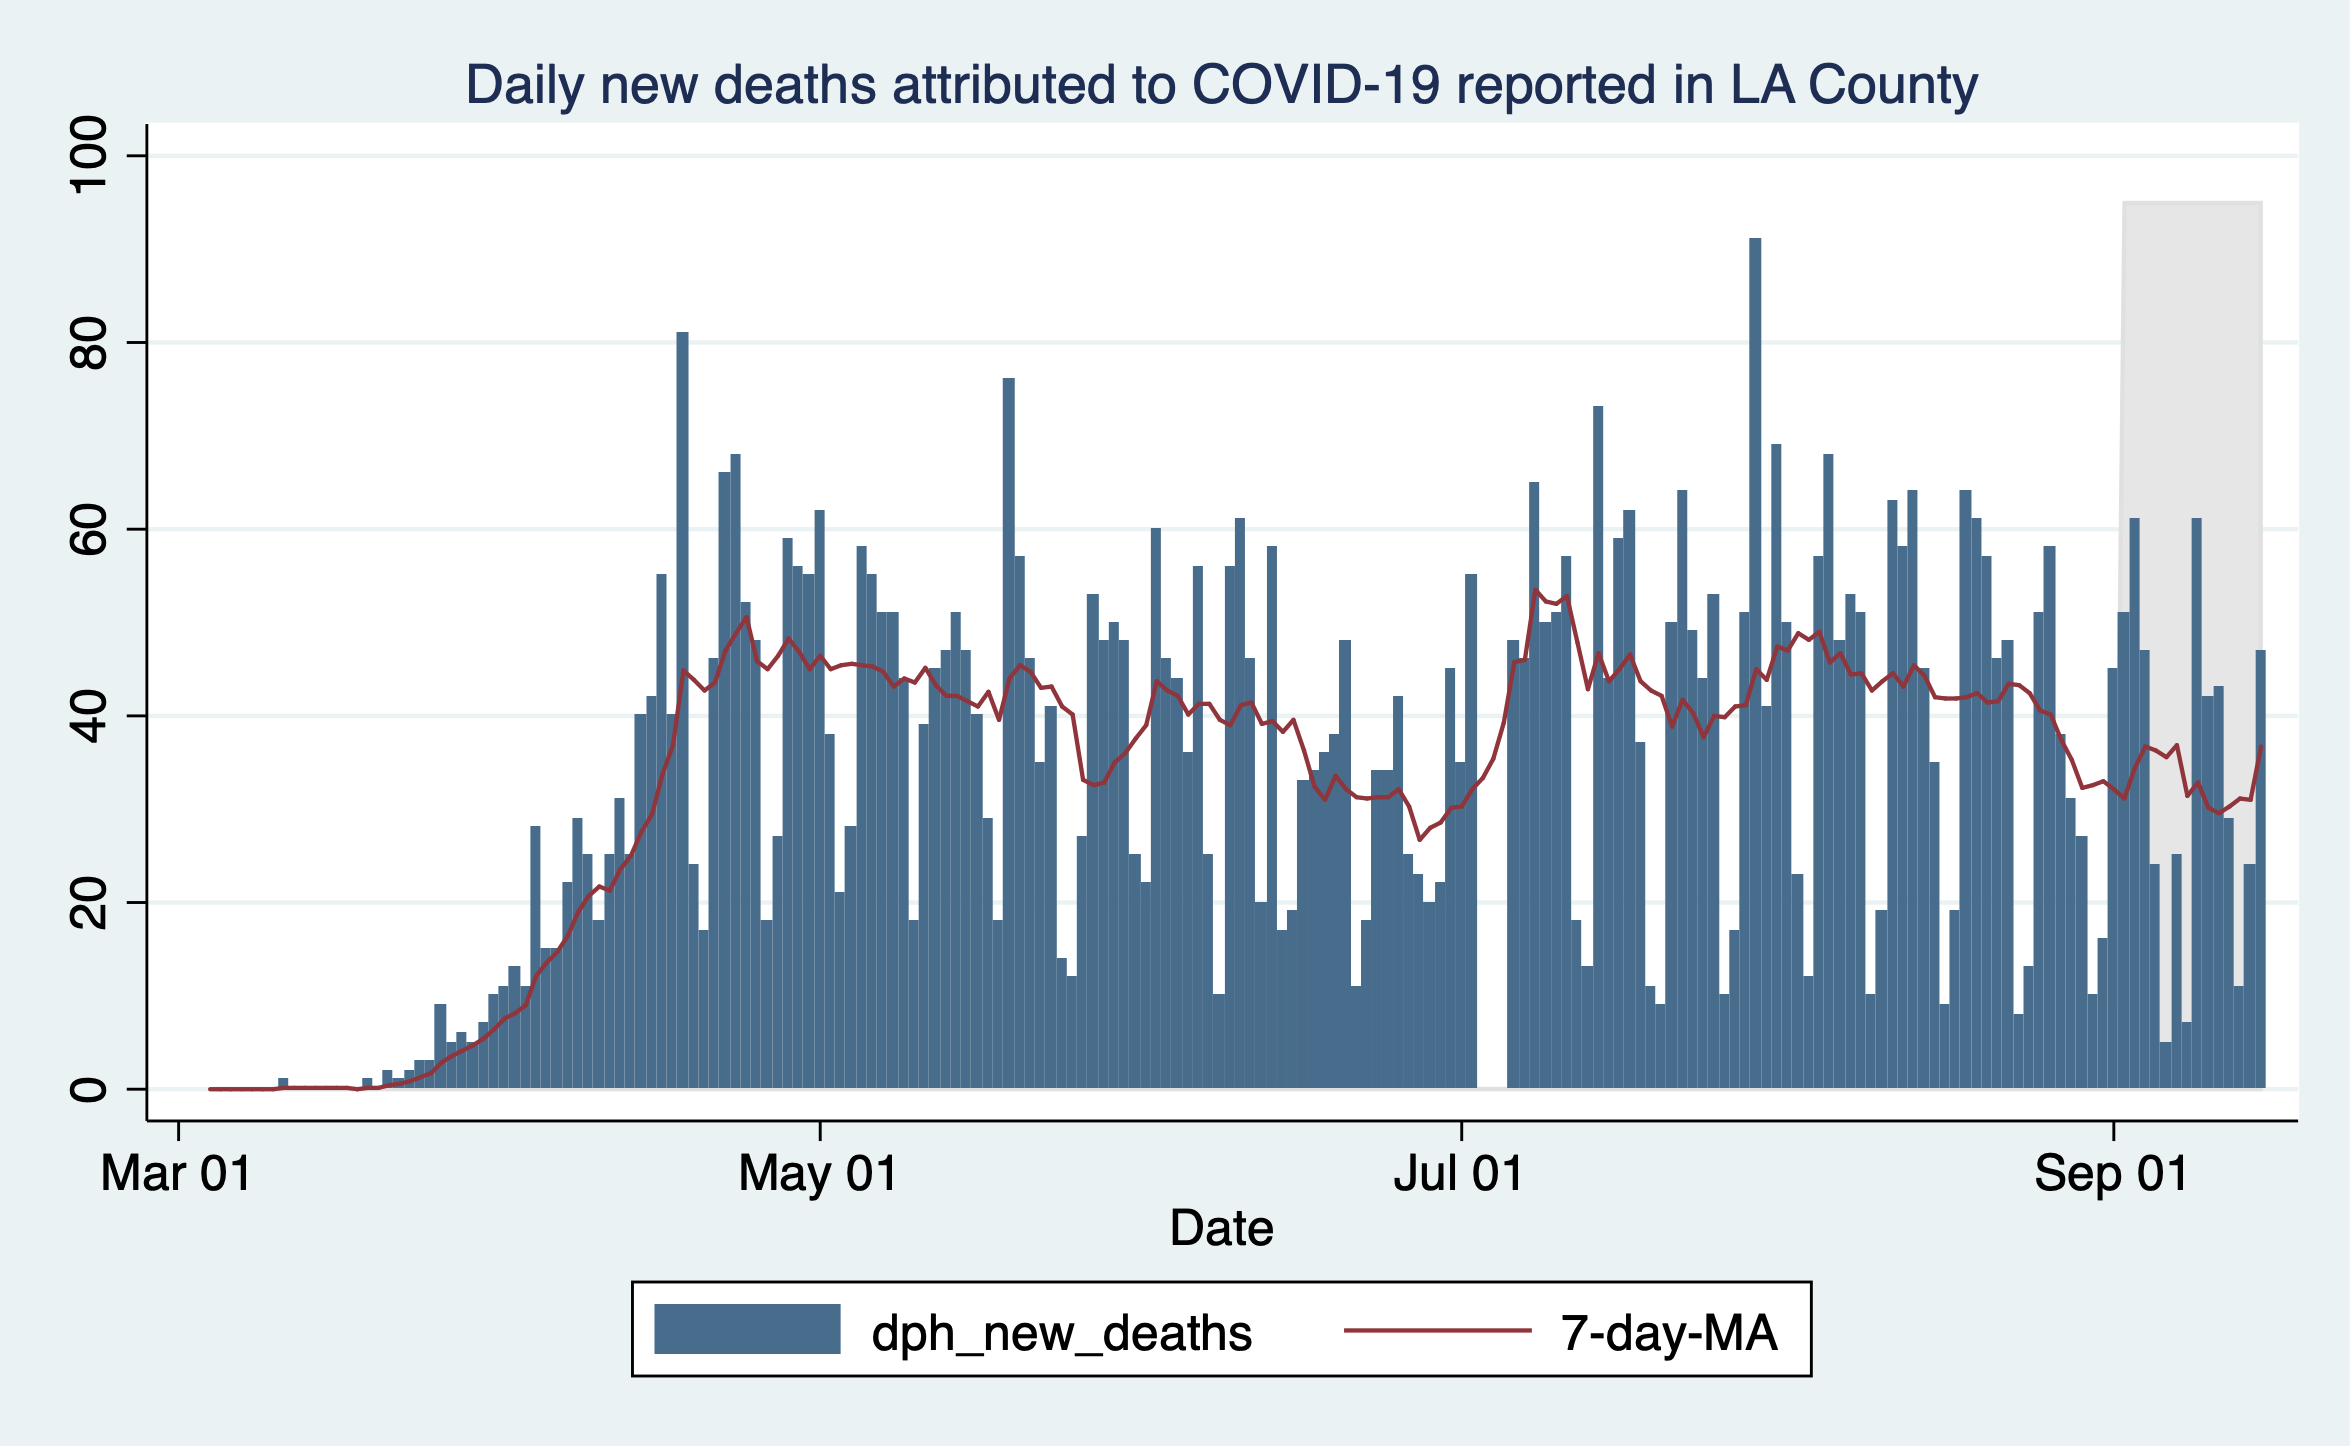 Daily new deaths attributed to COVID-19 reported in LA County
100
80
60
40
20
0
Mar 01 May 01 Jul 01 Sep 01
Date
dph_new_deaths 7-day-MA